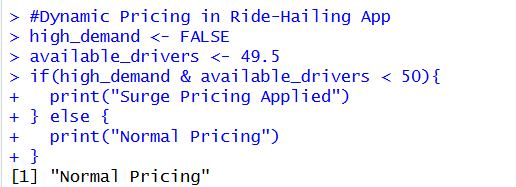 > #Dynamic Pricing in Ride-Hailing App
> high_demand <- FALSE
> available_drivers <- 49.5
> if(high_demand & available_drivers < 50){
+   print("Surge Pricing Applied")
+ } else {
+   print("Normal Pricing")
+ }
[1] "Normal Pricing"